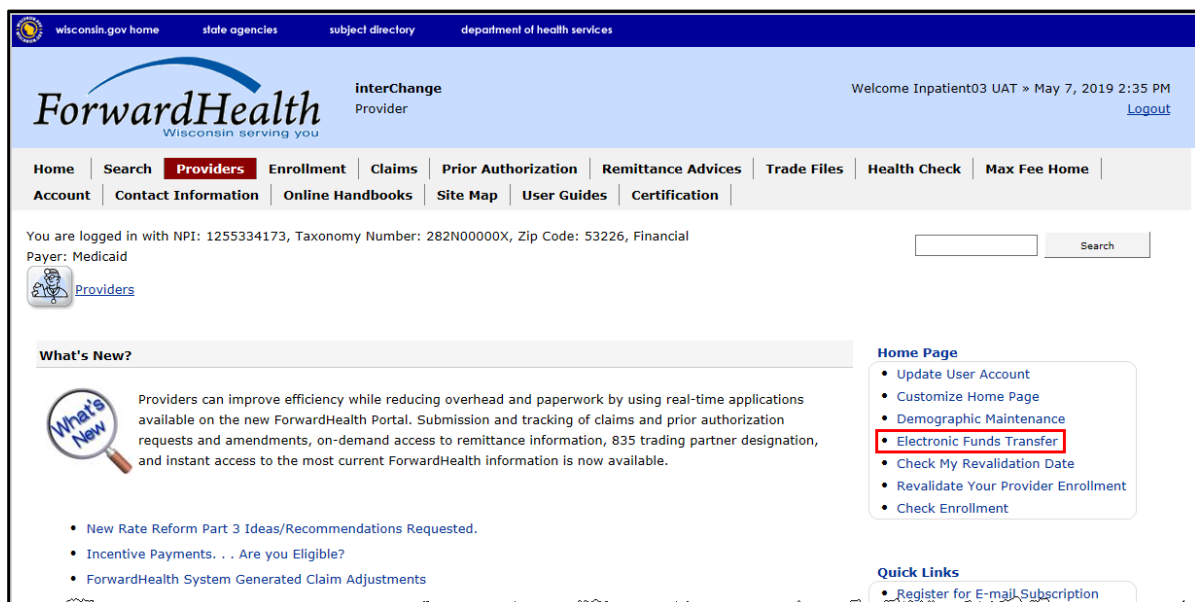 wisconsin.gov home state agencies subject directory department of health services
ForwardHealth
Wisconsin serving you
interChange
Provider
Welcome Inpatient03 UAT » May 7, 2019 2:35 PM
Logout
Home Search Providers Enrollment Claims Prior Authorization Remittance Advices Trade Files Health Check Max Fee Home
Account Contact Information Online Handbooks Site Map User Guides Certification
You are logged in with NPI: 1255334173, Taxonomy Number: 282N00000X, Zip Code: 53226, Financial
Payer: Medicaid
Search
Providers
What's New?
What's
New
Providers can improve efficiency while reducing overhead and paperwork by using real-time applications
available on the new ForwardHealth Portal. Submission and tracking of claims and prior authorization
requests and amendments, on-demand access to remittance information, 835 trading partner designation,
and instant access to the most current ForwardHealth information is now available.
• New Rate Reform Part 3 Ideas/Recommendations Requested.
• Incentive Payments. . . Are you Eligible?
• ForwardHealth System Generated Claim Adjustments
Home Page
• Update User Account
• Customize Home Page
• Demographic Maintenance
• Electronic Funds Transfer
• Check My Revalidation Date
• Revalidate Your Provider Enrollment
• Check Enrollment
Quick Links
• Register for E-mail Subscription